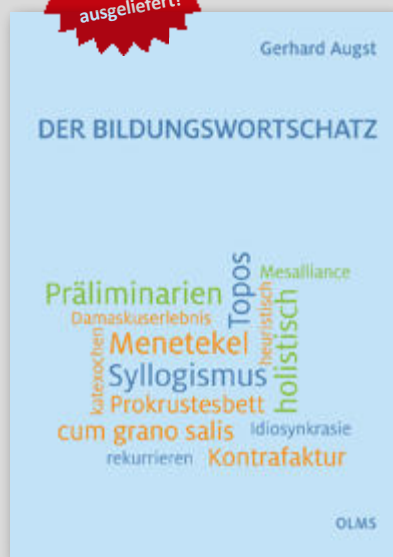 ausgeliefert!
Gerhard Augst
DER BILDUNGSWORTSCHATZ
Topos
Mesalliance
Präliminarien
heuristisch
holistisch
Damaskuserlebnis
katexochen
Menetekel
Syllogismus
Prokrustesbett
cum grano salis
Idiosynkrasie
rekurrieren
Kontrafaktur
OLMS